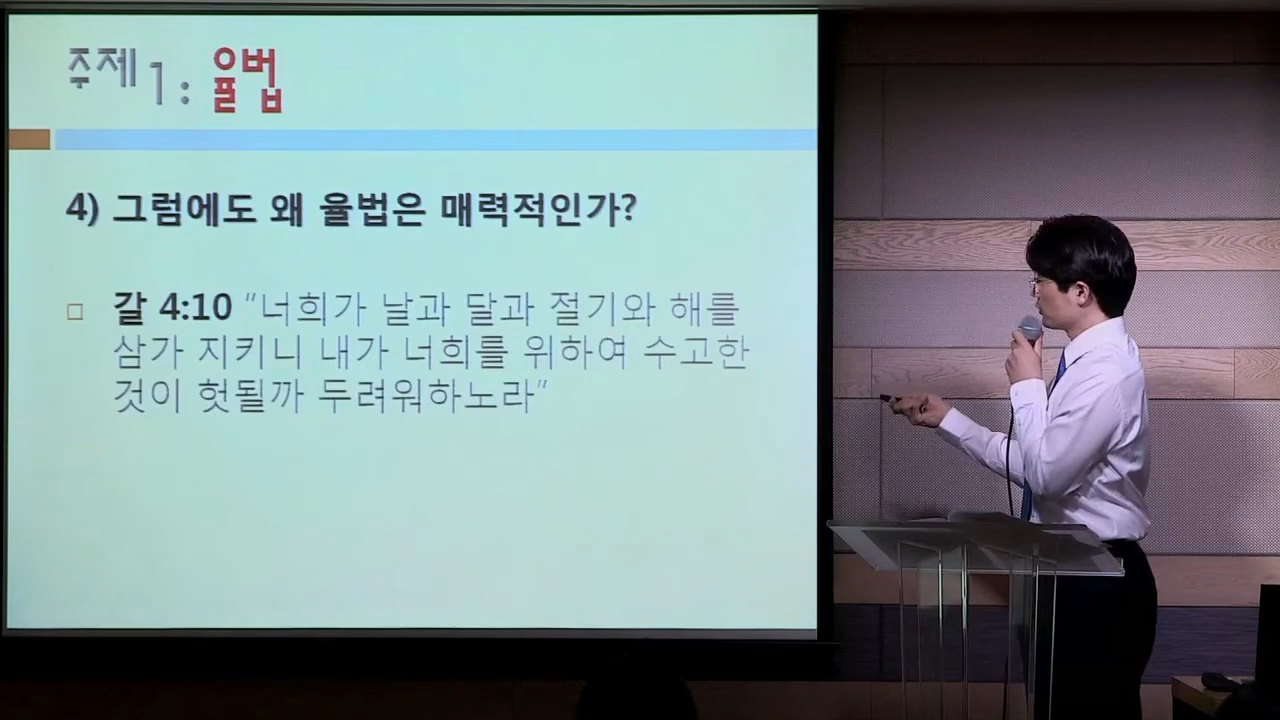 주제 1: 율법
4) 그럼에도 왜 율법은 매력적인가?
갈 4:10 “너희가 날과 달과 절기와 해를
삼가 지키니 내가 너희를 위하여 수고한
것이 헛될까 두려워하노라”